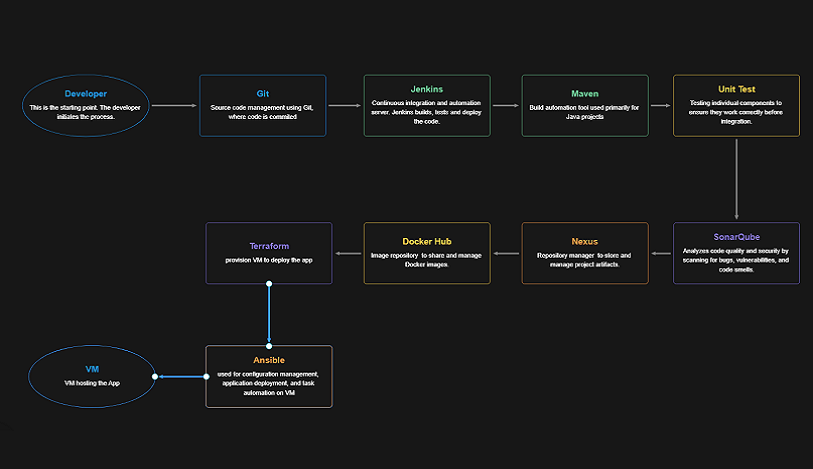 Developer
This is the starting point. The developer
initiates the process.
Git
Source code management using Git,
where code is commited
Jenkins
Continuous integration and automation
server. Jenkins builds, tests and deploy
the code.
Maven
Build automation tool used primarily for
Java projects
Unit Test
Testing individual components to
ensure they work correctly before
integration.
Terraform
provision VM to deploy the app
Docker Hub
Image repository to share and manage
Docker images.
Nexus
Repository manager to store and
manage project artifacts.
SonarQube
Analyzes code quality and security by
scanning for bugs, vulnerabilities, and
code smells.
VM
VM hosting the App
Ansible
used for configuration management,
application deployment, and task
automation on VM